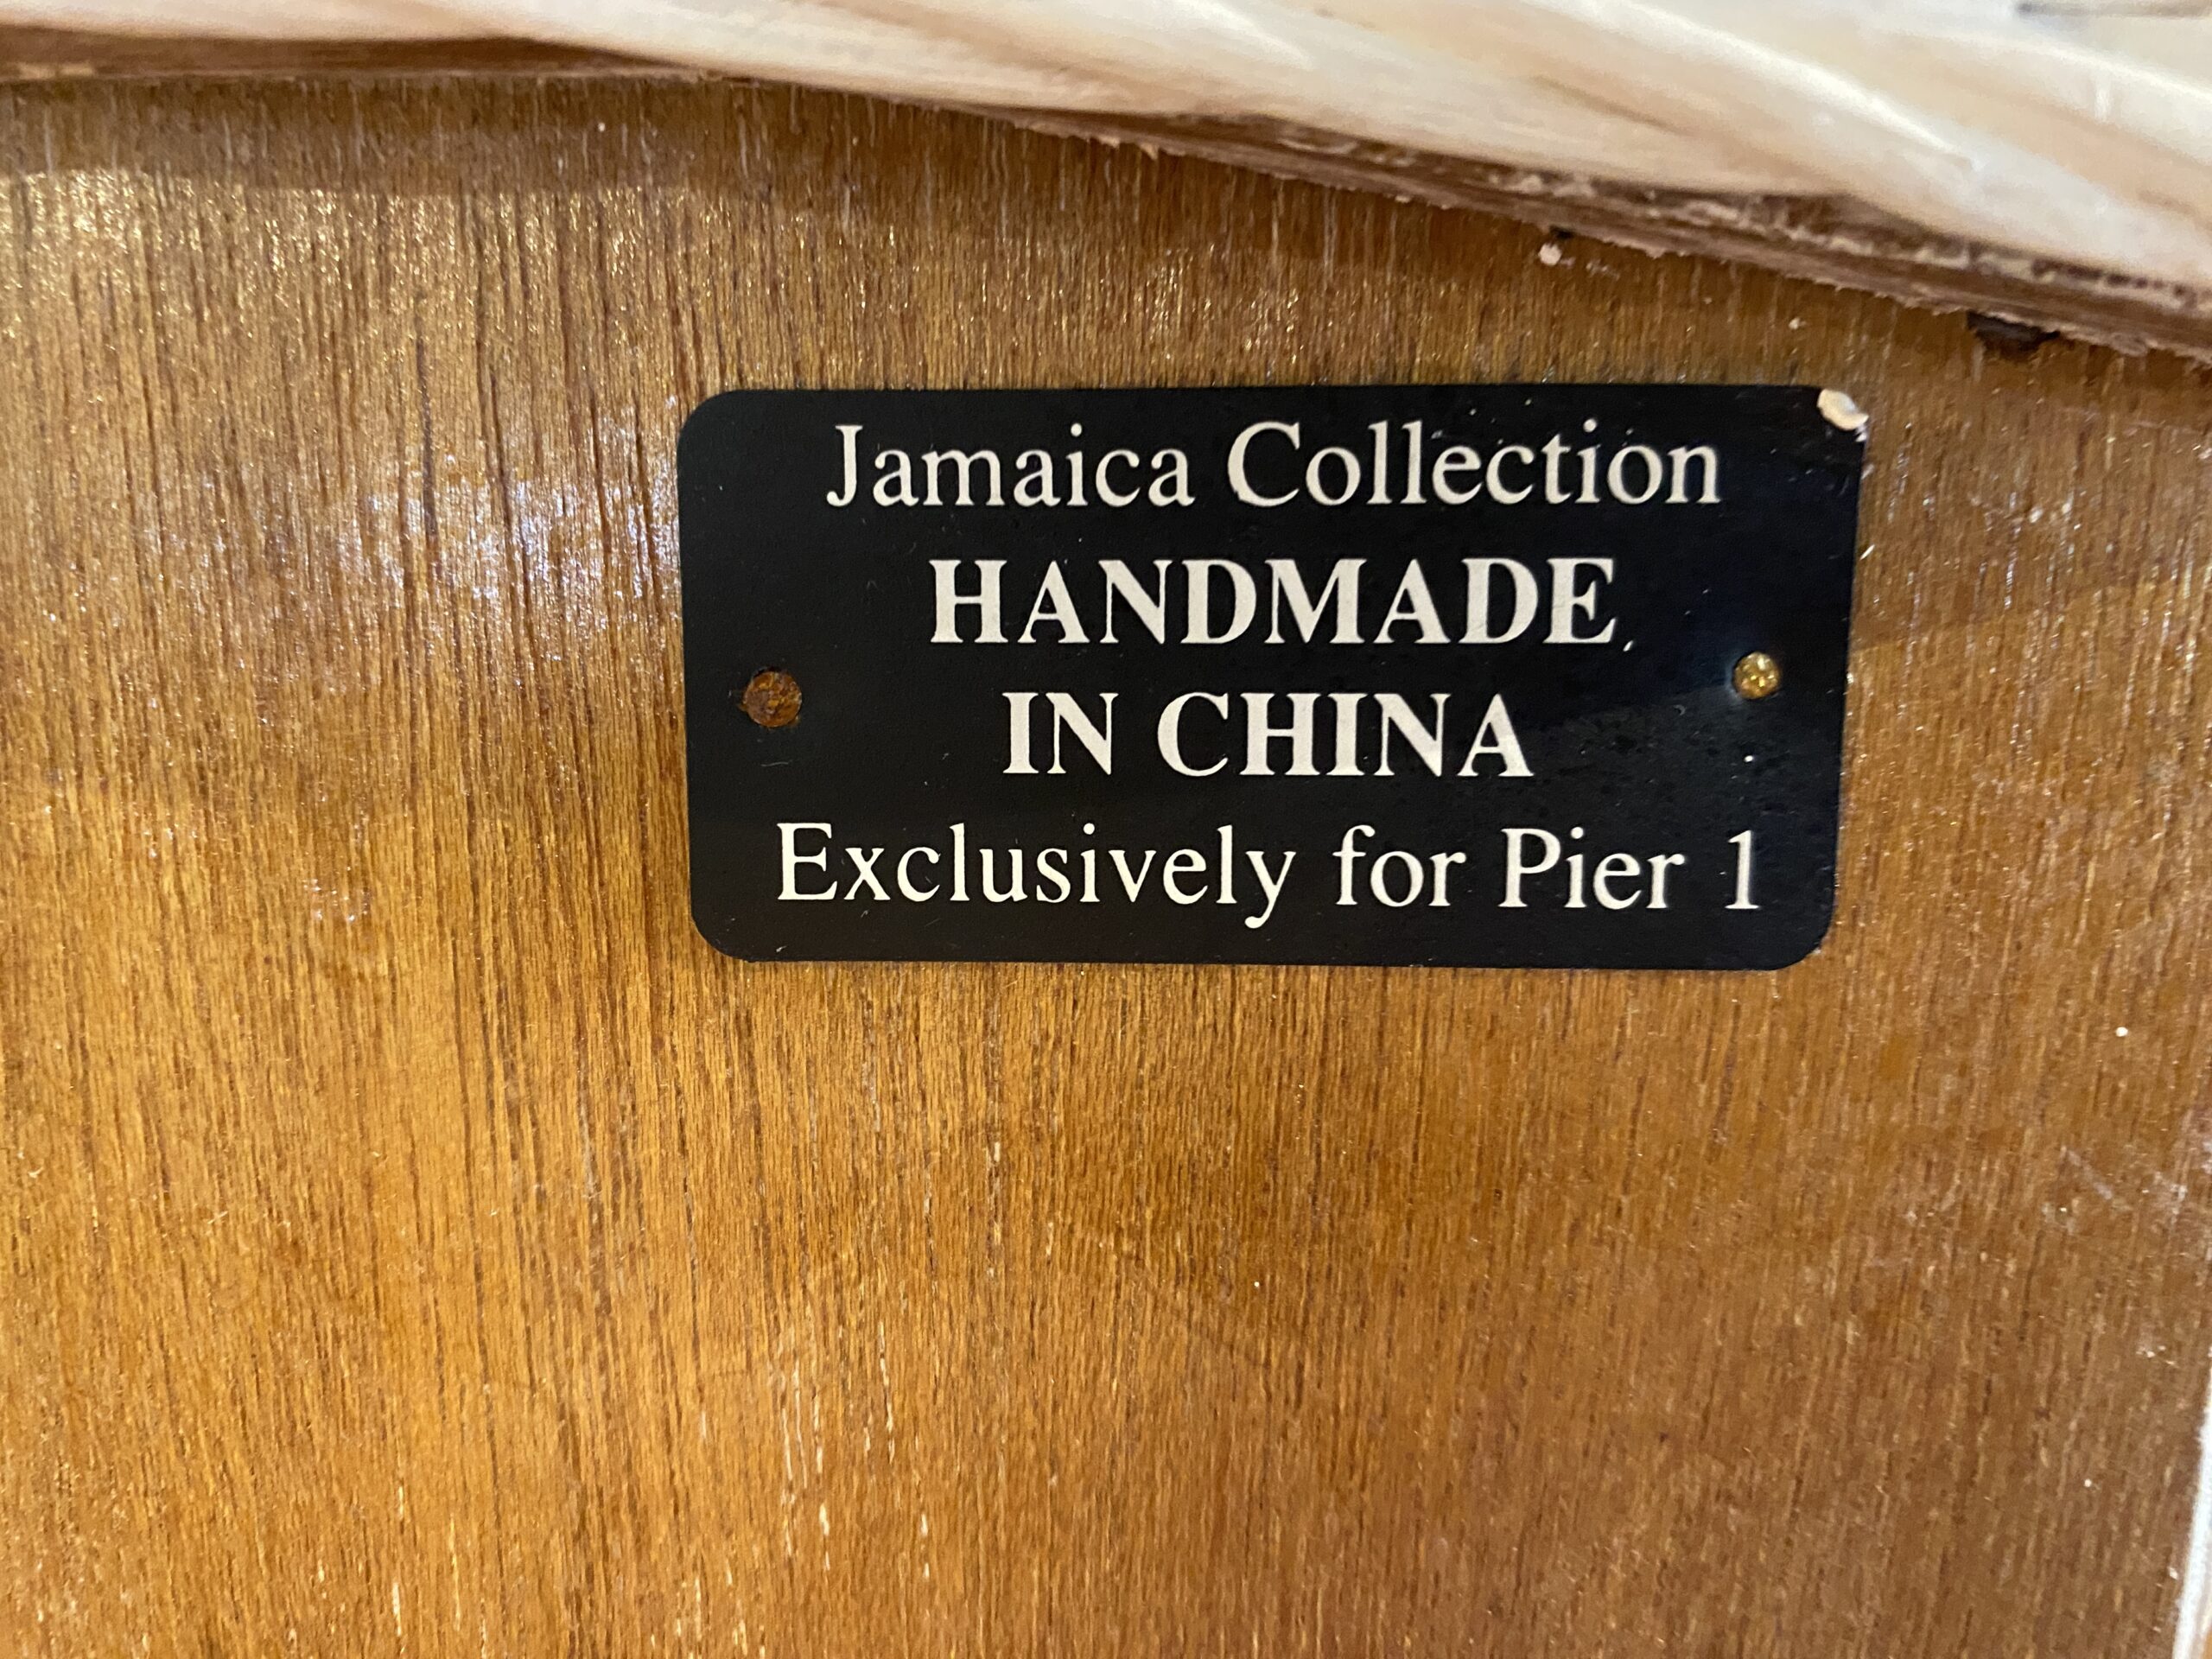 Jamaica Collection
HANDMADE
IN CHINA
Exclusively for Pier 1